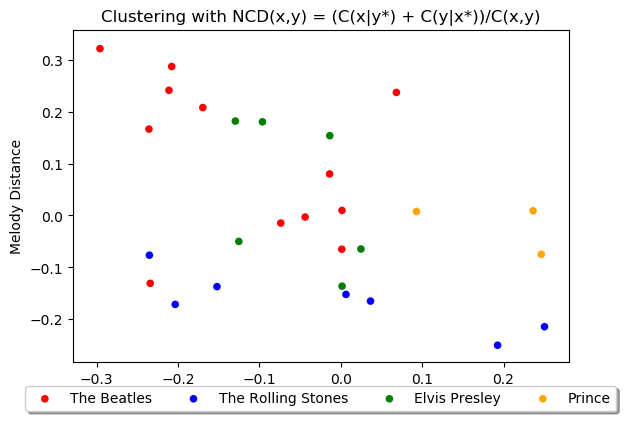 Clustering with NCD(x,y) = (C(x|y*) + C(y|x*))/C(x,y)
0.3
0.2
0.1
0.0
−0.1
−0.2
Melody Distance
−0.3 −0.2 −0.1 0.0 0.1 0.2
The Beatles The Rolling Stones Elvis Presley Prince